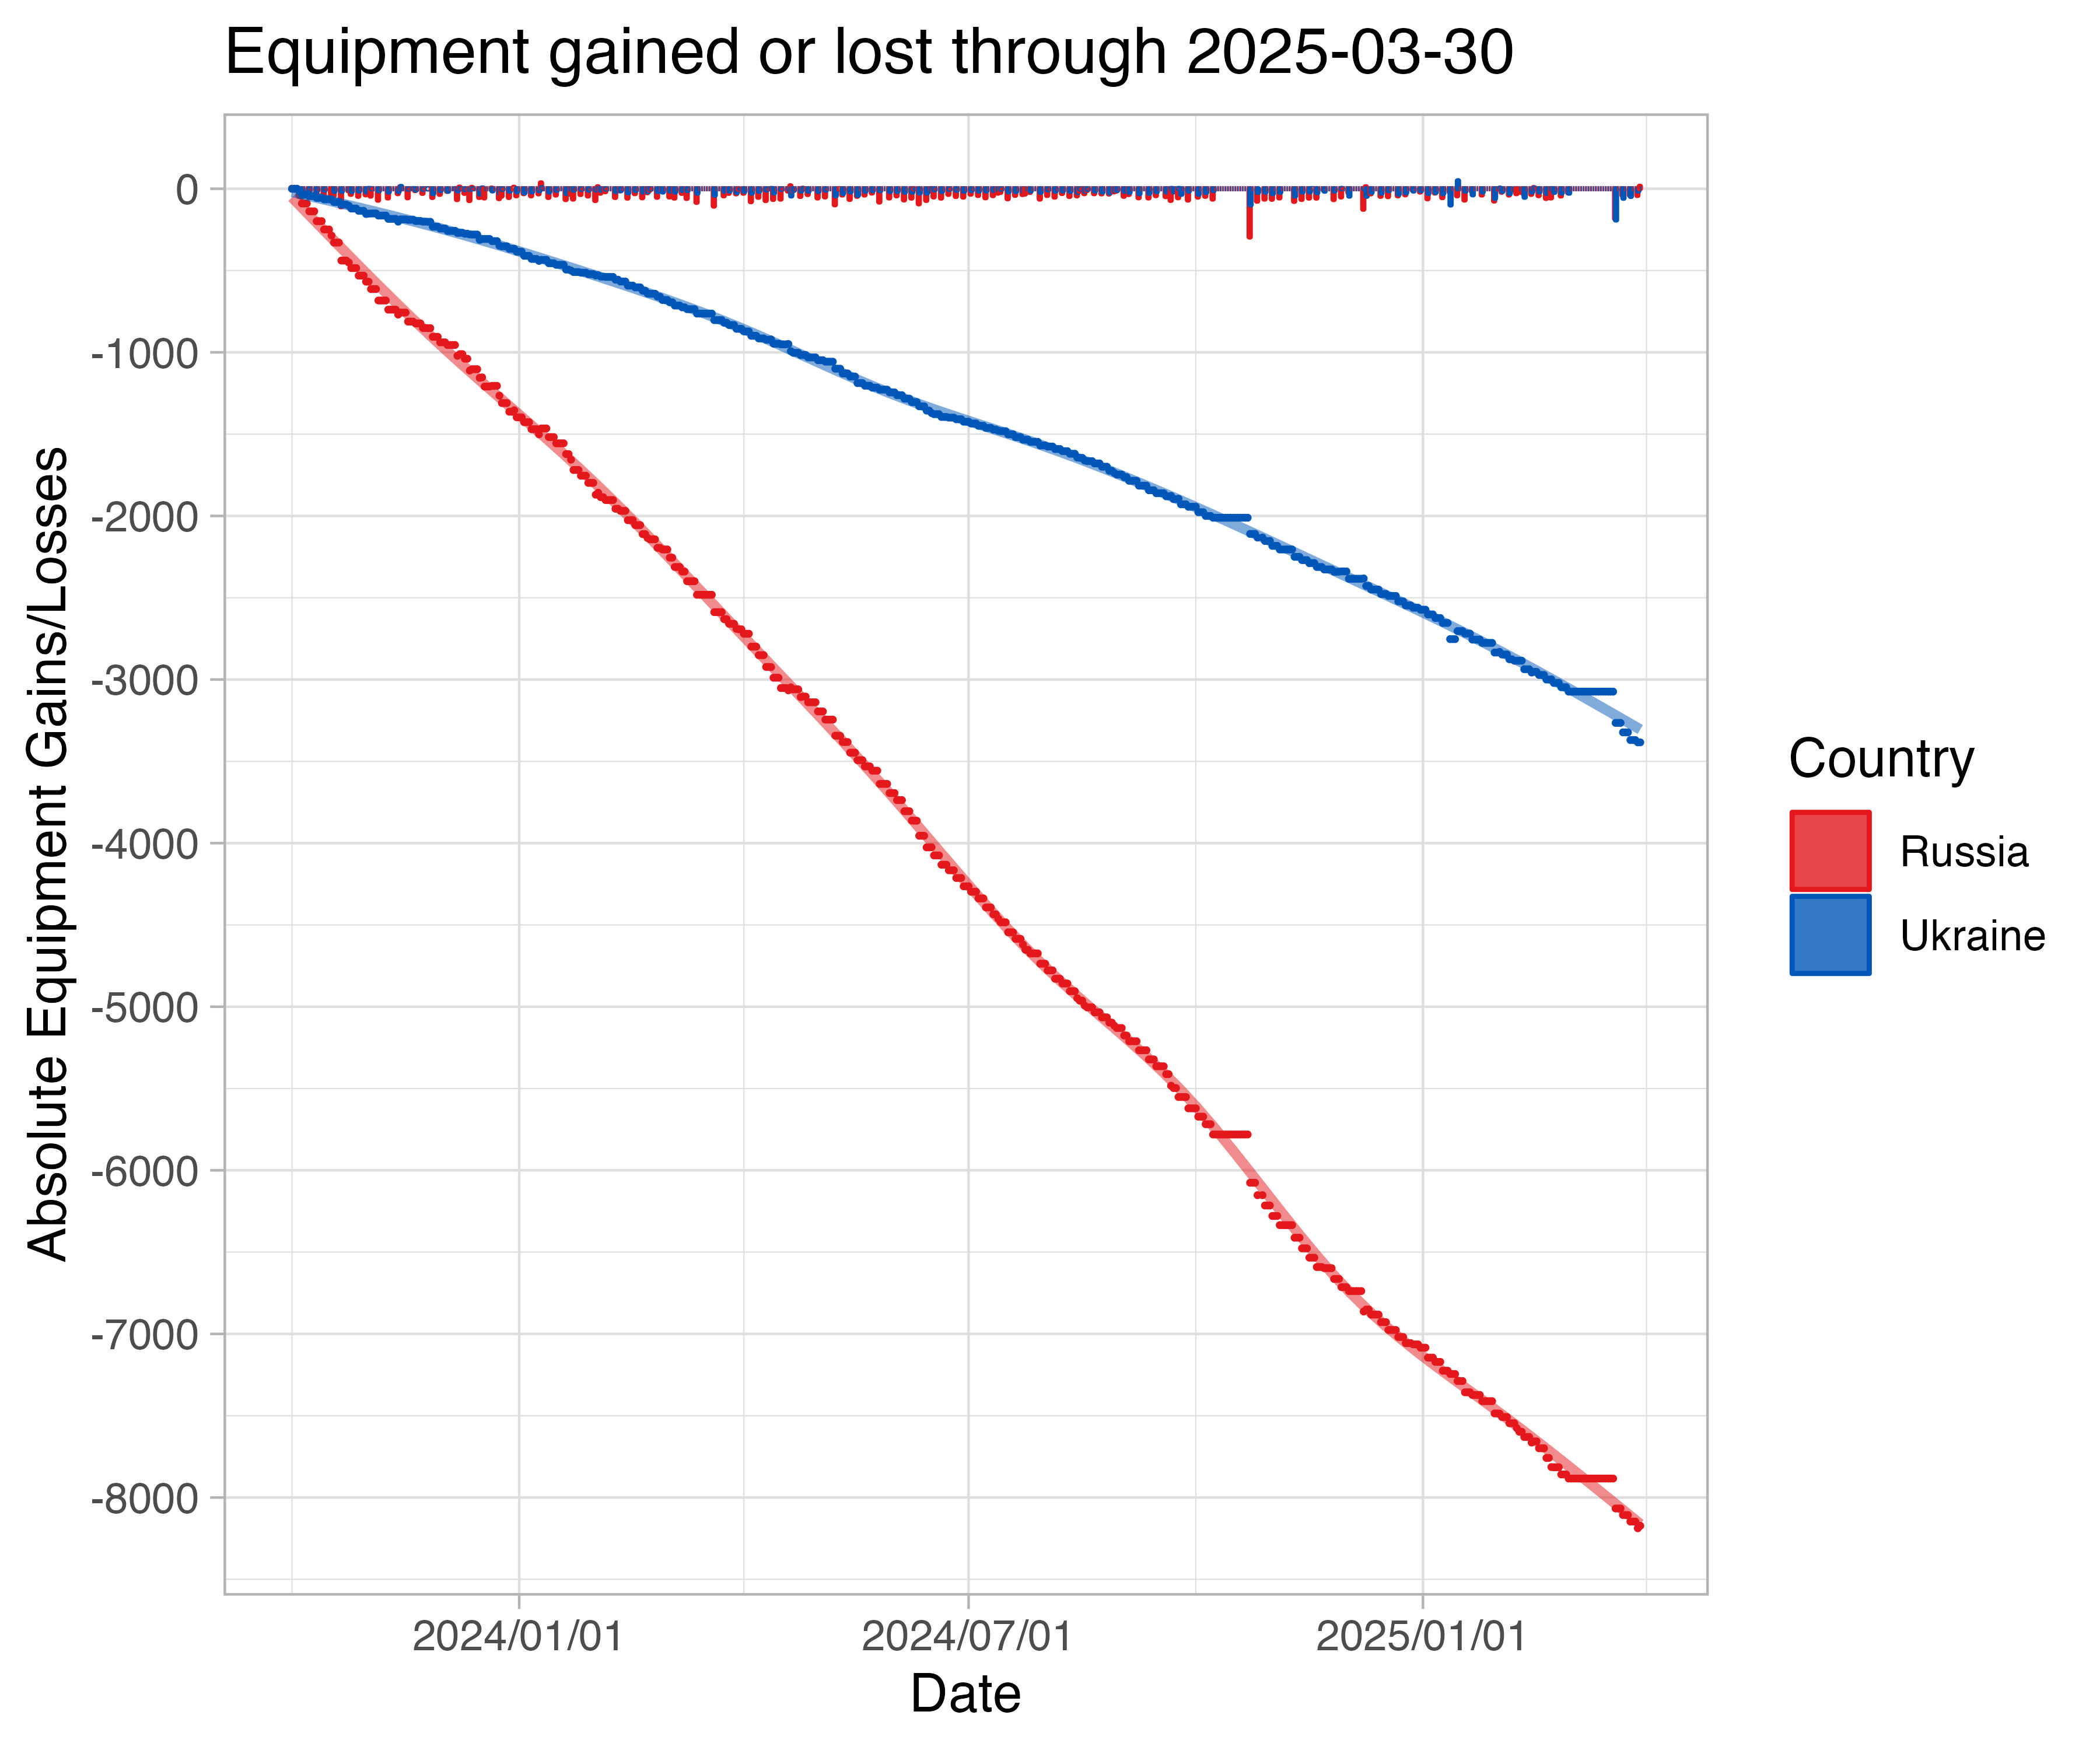 Equipment gained or lost through 2025-03-30
Absolute Equipment Gains/Losses
0
-1000
-2000
-3000
-4000
-5000
-6000
-7000
-8000
2024/01/01
2024/07/01
2025/01/01
Date
Country
Russia
Ukraine